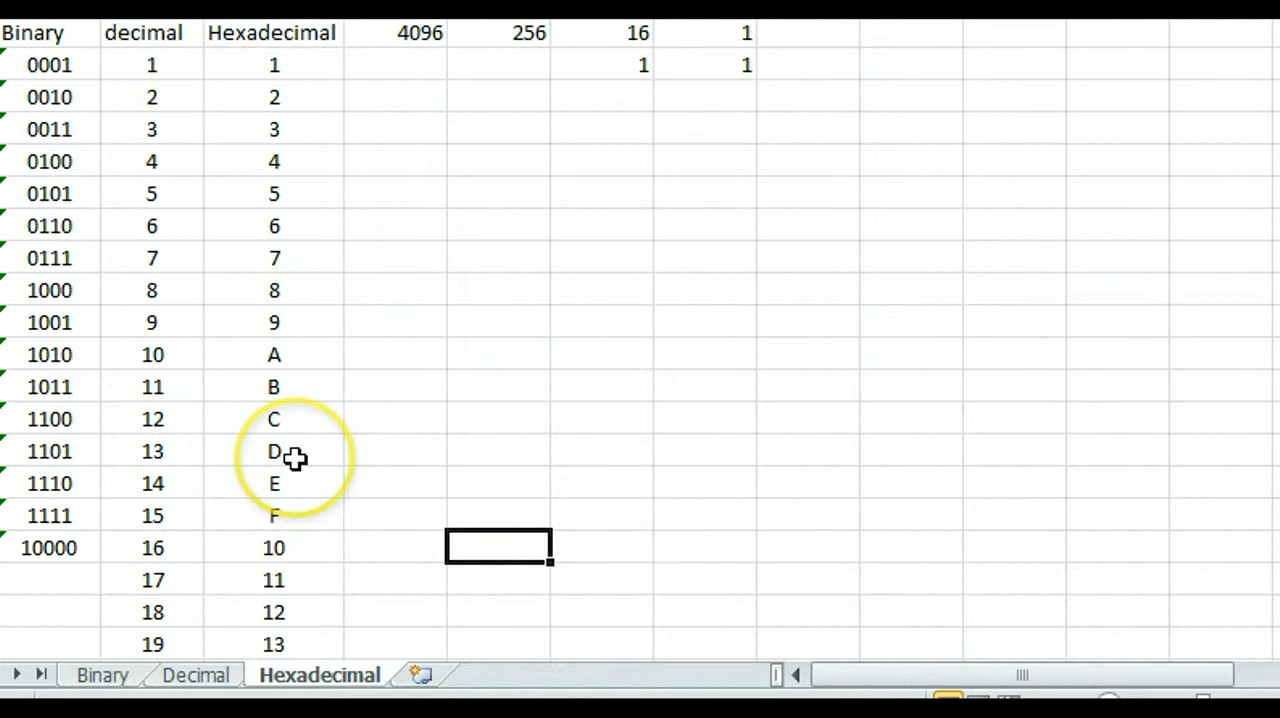 Binary decimal Hexadecimal 4096 256 16 1
0001 1 1 1 1
0010 2 2
0011 3 3
0100 4 4
0101 5 5
0110 6 6
0111 7 7
1000 8 8
1001 9 9
1010 10 A
1011 11 B
1100 12 C
1101 13 D
1110 14 E
1111 15 F
10000 16 10
17 11
18 12
19 13
Binary Decimal Hexadecimal